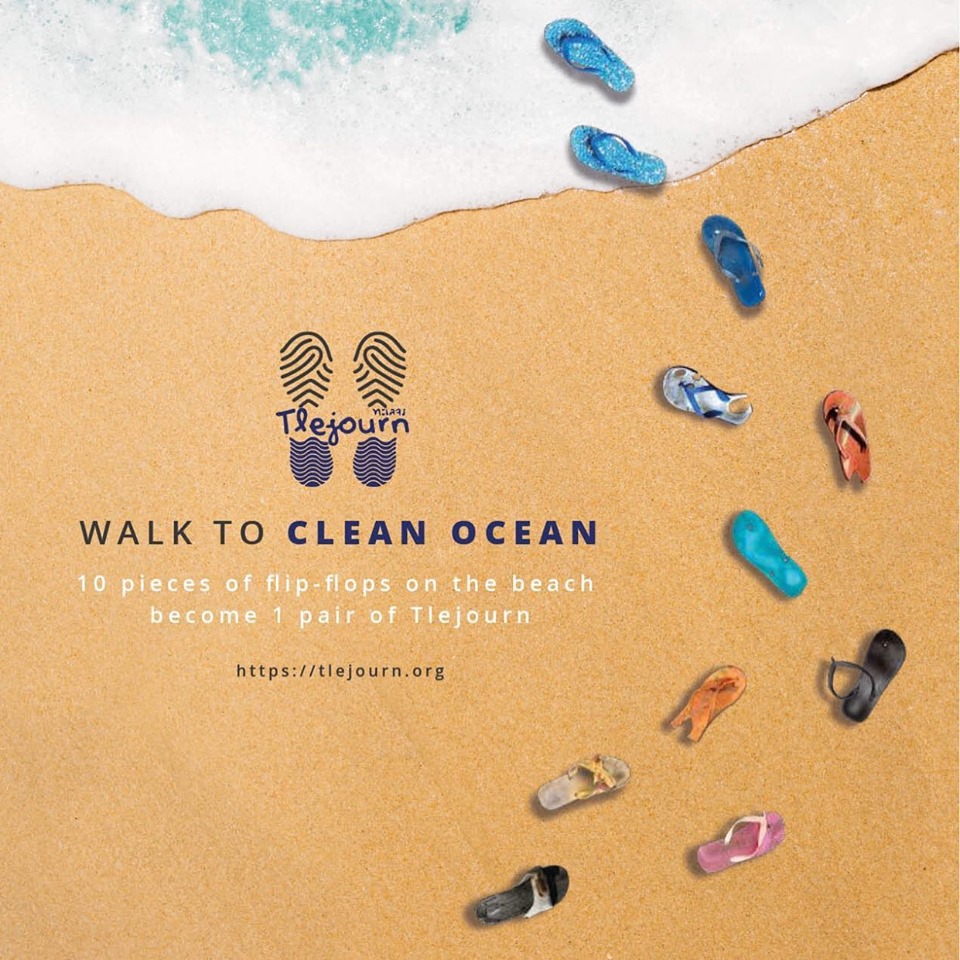 ทะเลจร
Tlejourn
WALK TO CLEAN OCEAN
10 pieces of flip-flops on the beach
become 1 pair of Tlejourn
https://tlejourn.org